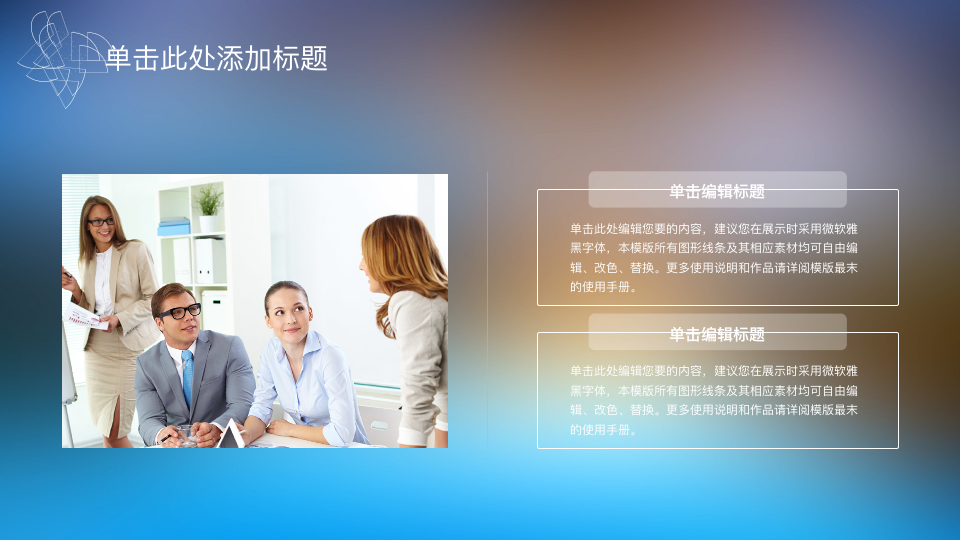 单击此处添加标题
单击编辑标题
单击此处编辑您要的内容，建议您在展示时采用微软雅
黑字体，本模版所有图形线条及其相应素材均可自由编
辑、改色、替换。更多使用说明和作品请详阅模版最末
的使用手册。
单击编辑标题
单击此处编辑您要的内容，建议您在展示时采用微软雅
黑字体，本模版所有图形线条及其相应素材均可自由编
辑、改色、替换。更多使用说明和作品请详阅模版最末
的使用手册。